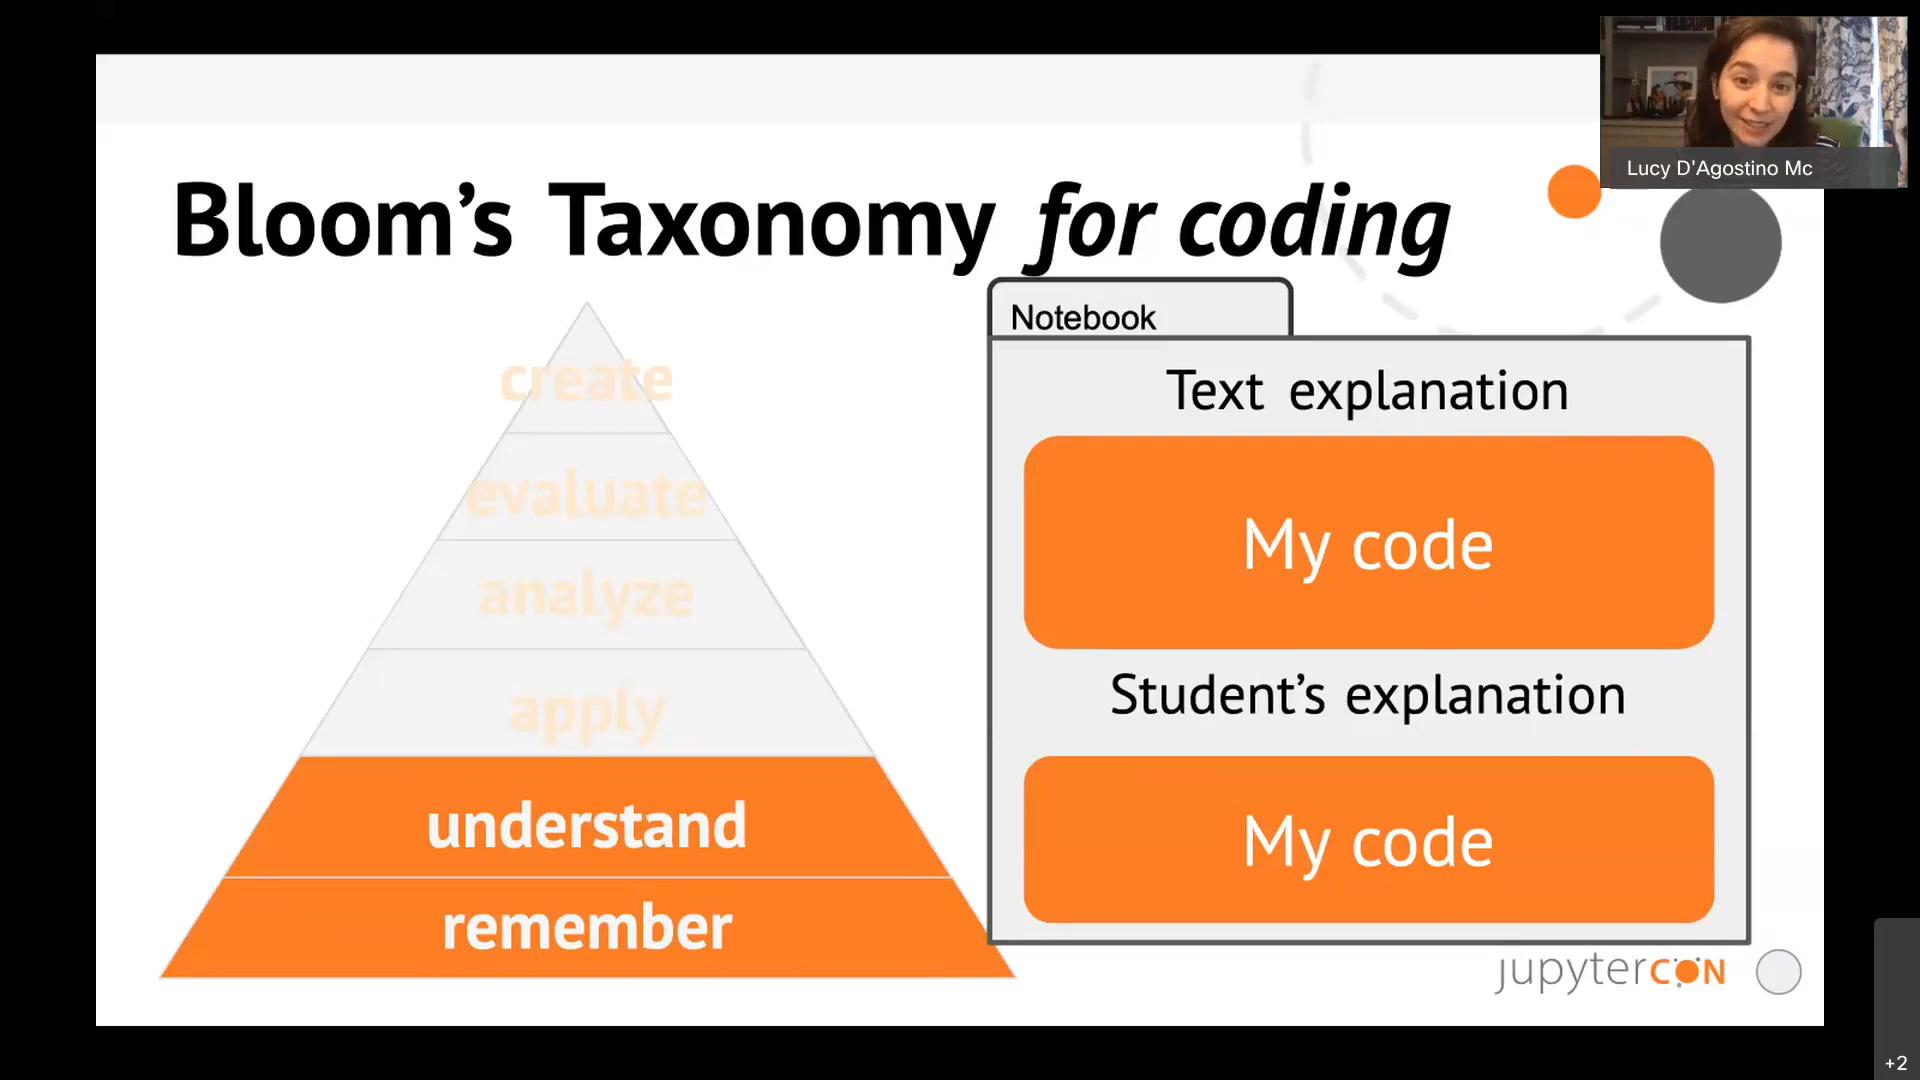 Lucy D'Agostino Mc
Bloom's Taxonomy for coding
create
evaluate
analyze
apply
understand
remember
Notebook
Text explanation
My code
Student's explanation
My code
jupytercon
+2